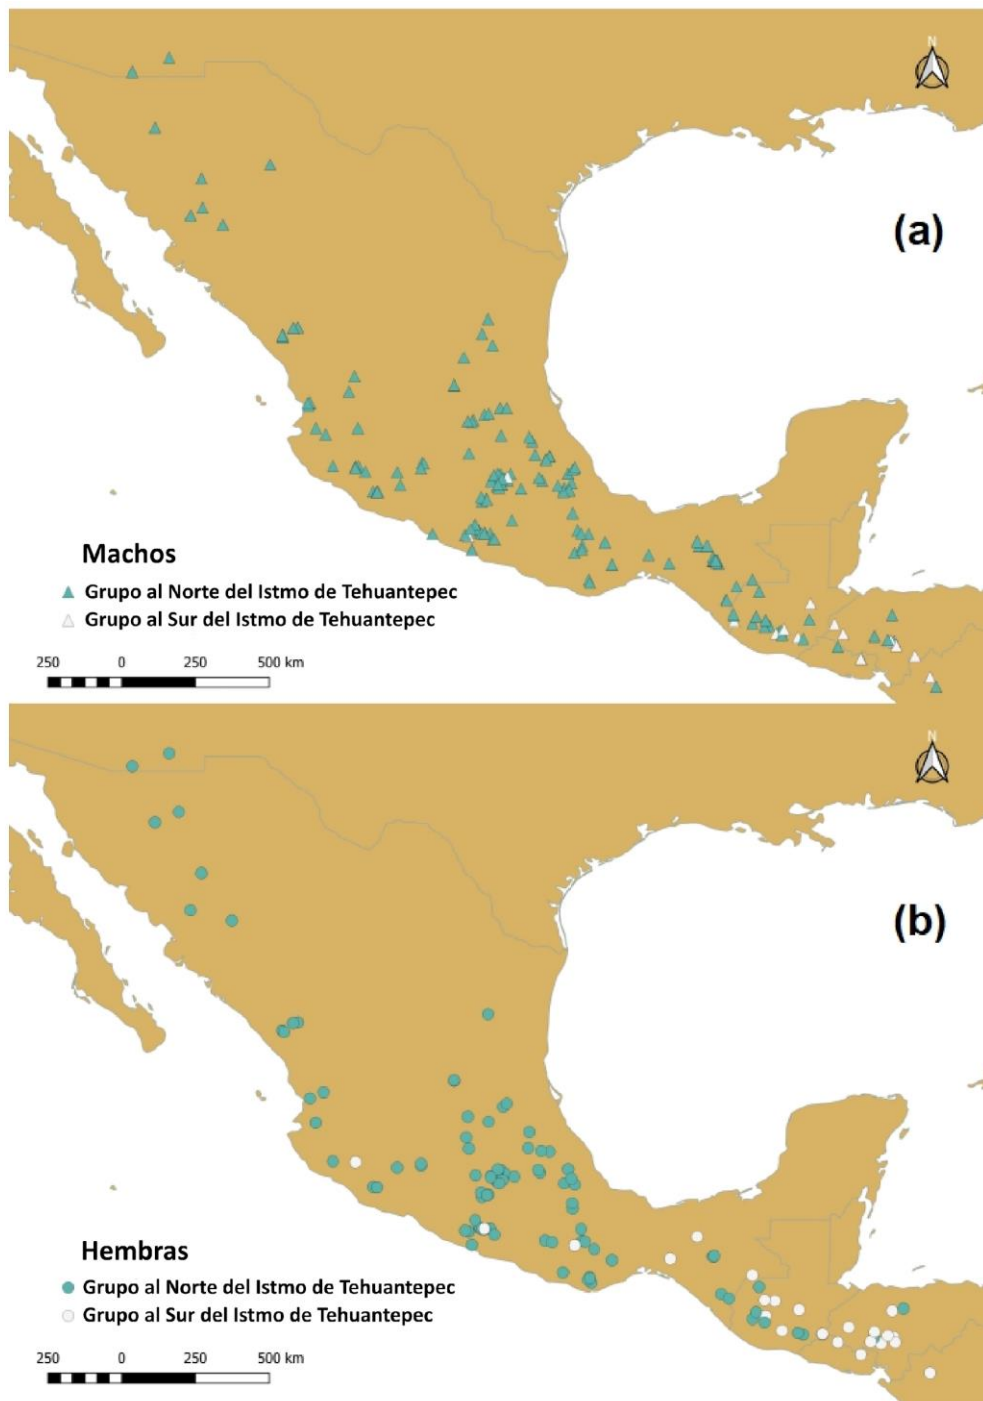 N
(a)
Machos
Grupo al Norte del Istmo de Tehuantepec
Grupo al Sur del Istmo de Tehuantepec
250 0 250 500 km
N
(b)
Hembras
Grupo al Norte del Istmo de Tehuantepec
Grupo al Sur del Istmo de Tehuantepec
250 0 250 500 km